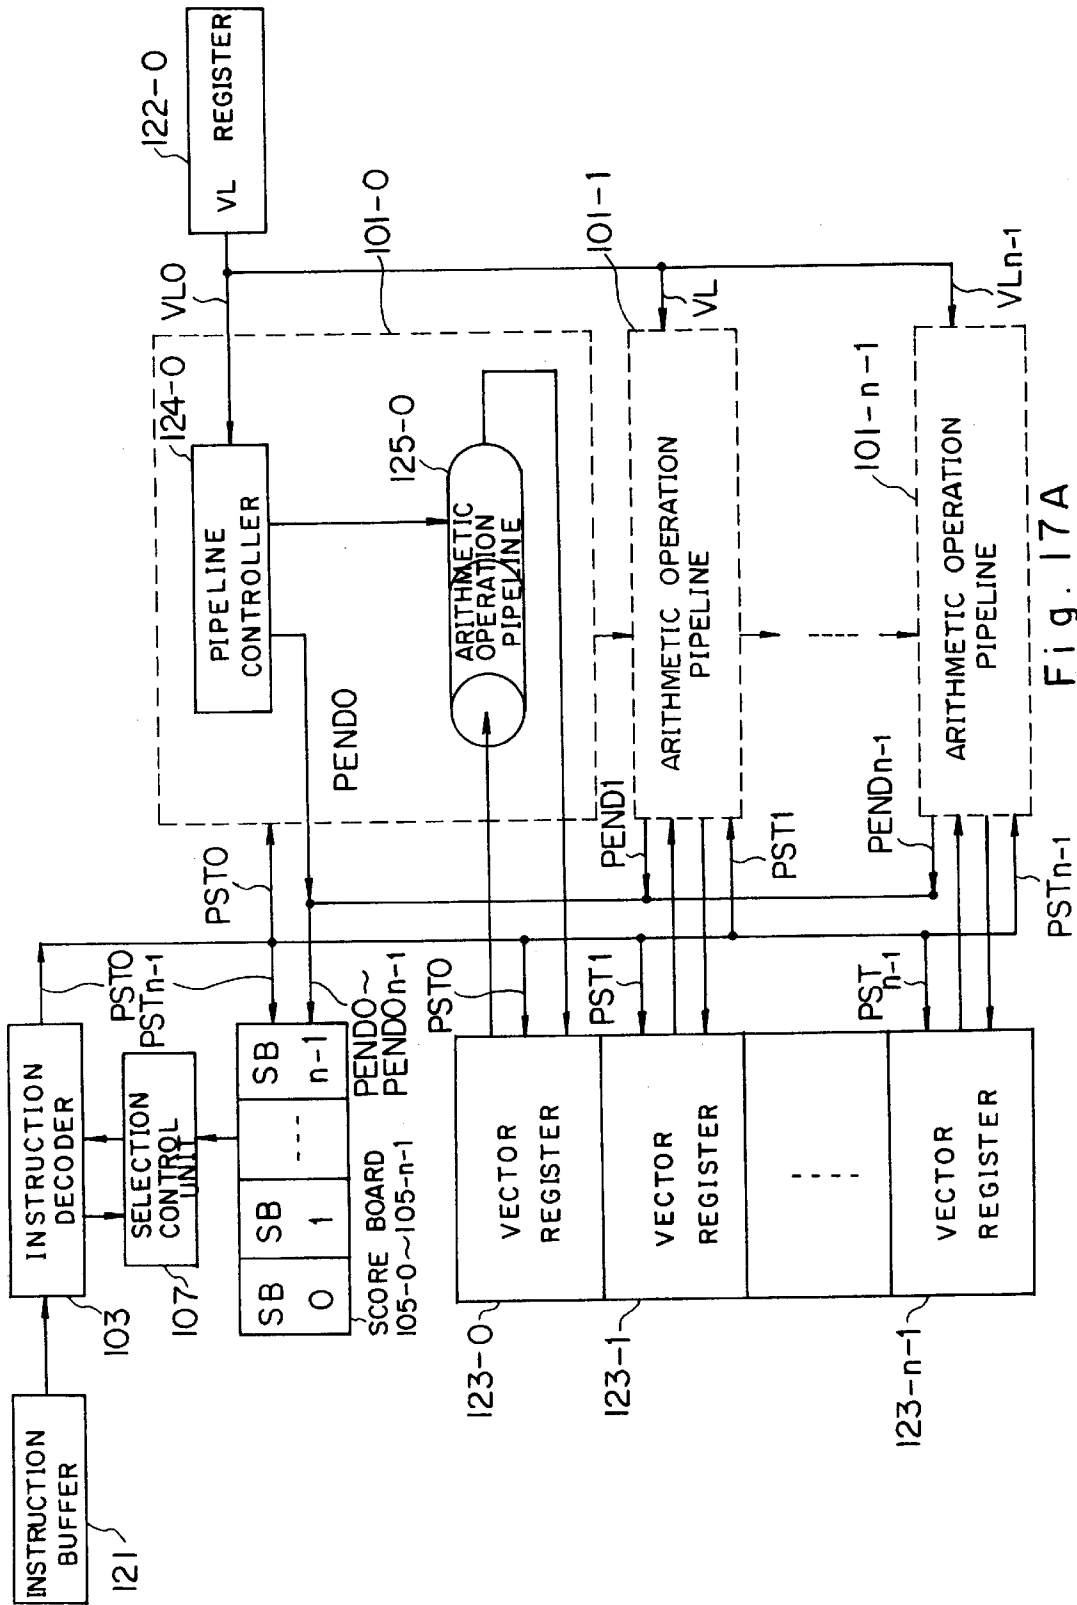 INSTRUCTION
BUFFER
121
INSTRUCTION
DECODER
103
SELECTION
CONTROL
UNIT
107
PST0
PSTn-1
SB
0
SB
1
----
SB
n-1
SCORE BOARD
105-0~105-n-1
PEND0~
PEND0n-1
PST0
PEND0
VL0
122-0
VL REGISTER
124-0
PIPELINE
CONTROLLER
101-0
125-0
ARITHMETIC
OPERATION
PIPELINE
PST0
VECTOR
REGISTER
123-0
PST1
VECTOR
REGISTER
123-1
----
PST
n-1
VECTOR
REGISTER
123-n-1
PEND1
PST1
ARITHMETIC OPERATION
PIPELINE
VL
101-1
----
PENDn-1
PSTn-1
101-n-1
ARITHMETIC OPERATION
PIPELINE
VLn-1
Fig. 17A